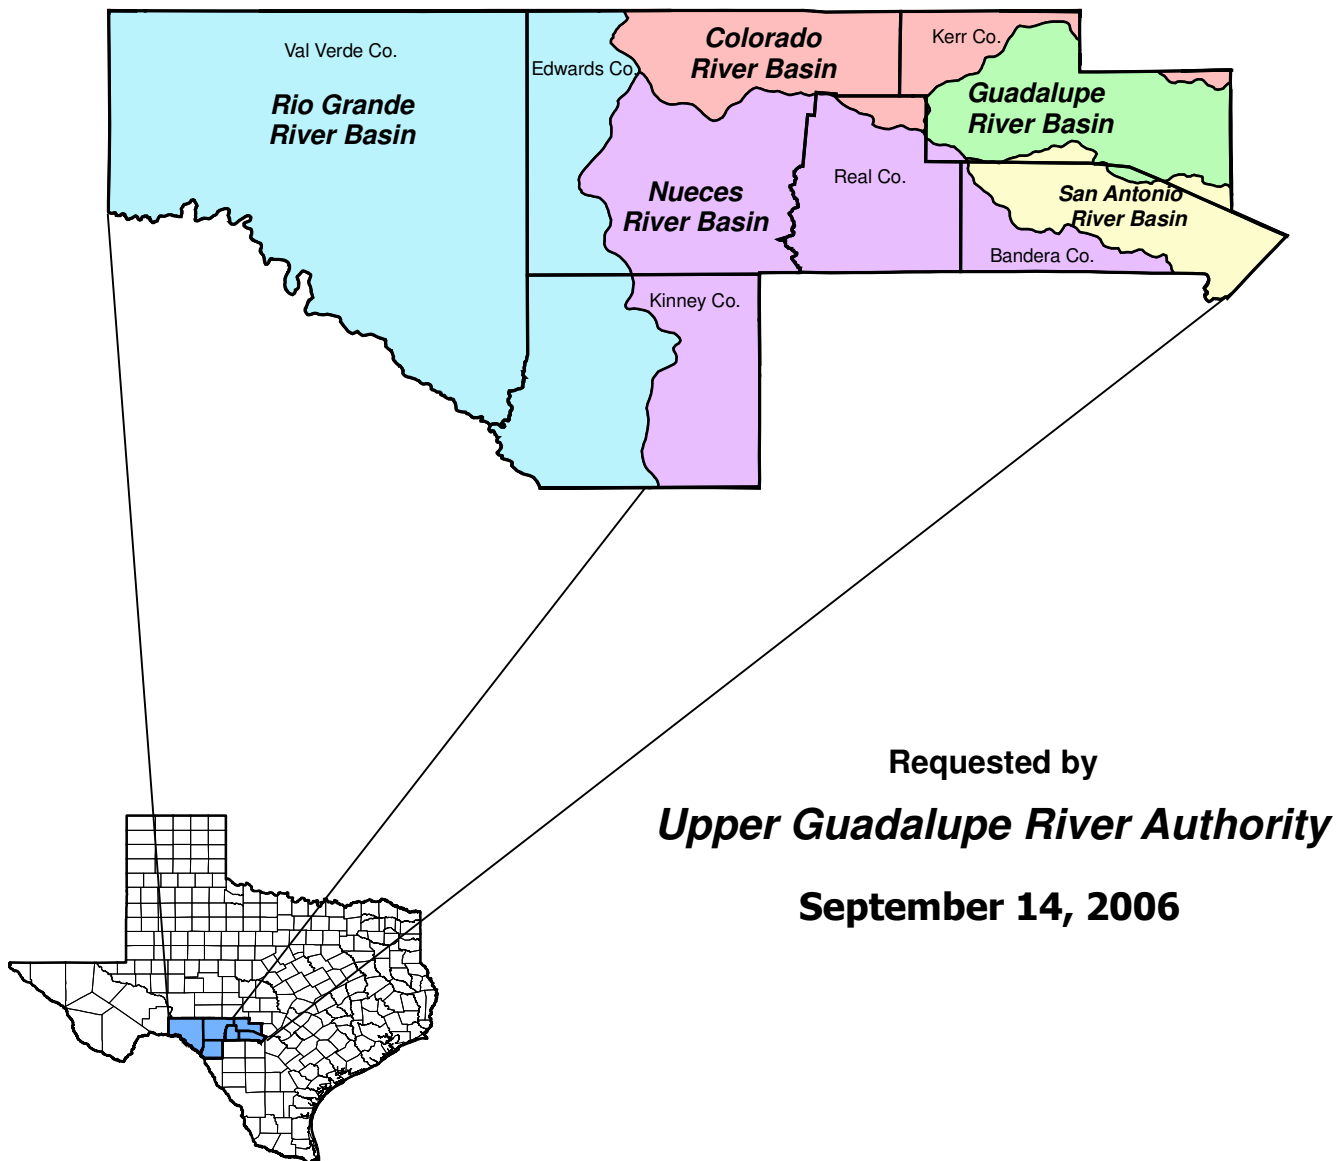 Val Verde Co.
Rio Grande
River Basin
Edwards Co.
Colorado
River Basin
Kerr Co.
Guadalupe
River Basin
Nueces
River Basin
Real Co.
San Antonio
River Basin
Bandera Co.
Kinney Co.
Requested by
Upper Guadalupe River Authority
September 14, 2006